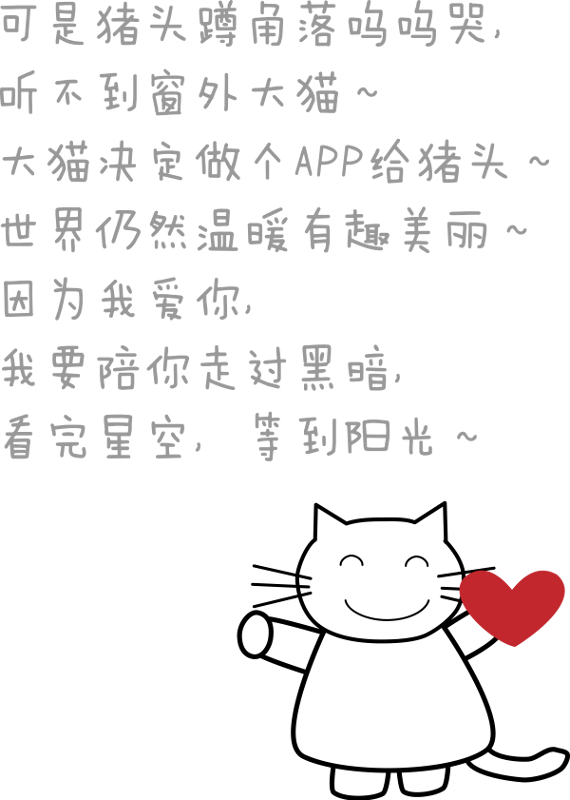 可是猪头蹲角落呜呜哭,
听不到窗外大猫~
大猫决定做个APP给猪头~
世界仍然温暖有趣美丽~
因为我爱你,
我要陪你走过黑暗,
看完星空, 等到阳光~